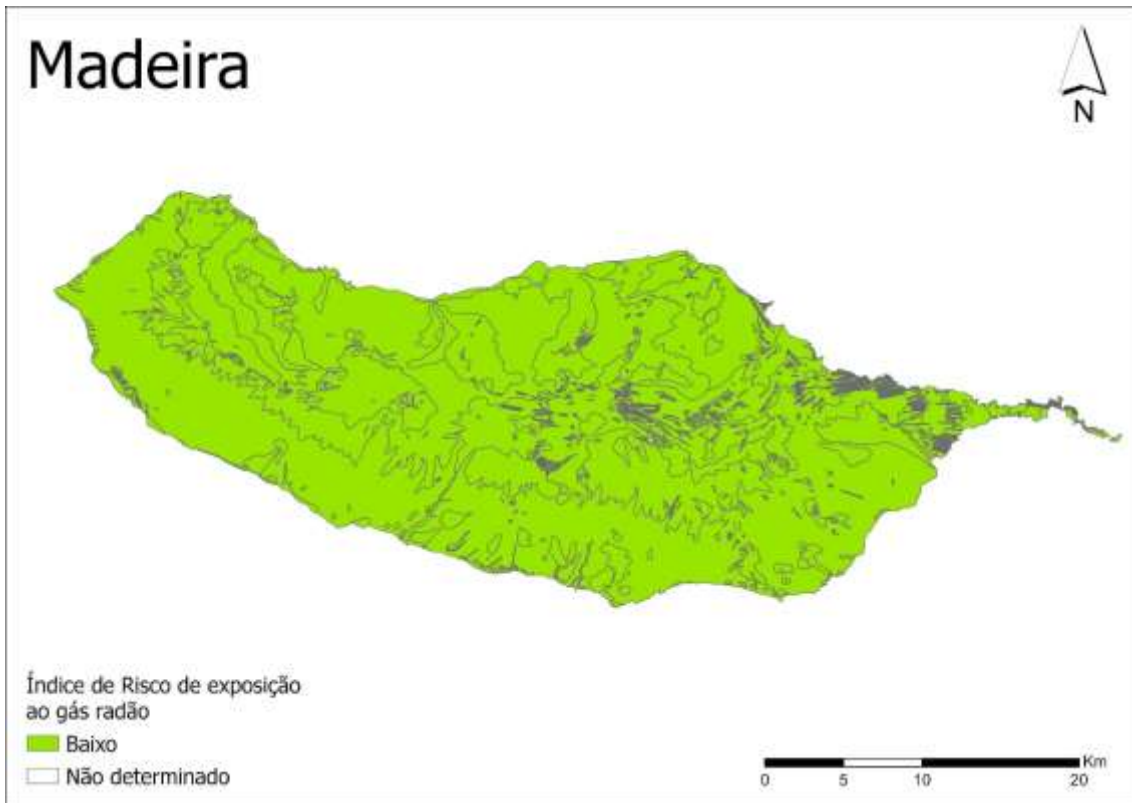 Madeira
N
Índice de Risco de exposição
ao gás radão
Baixo
Não determinado
Km
0 5 10 20